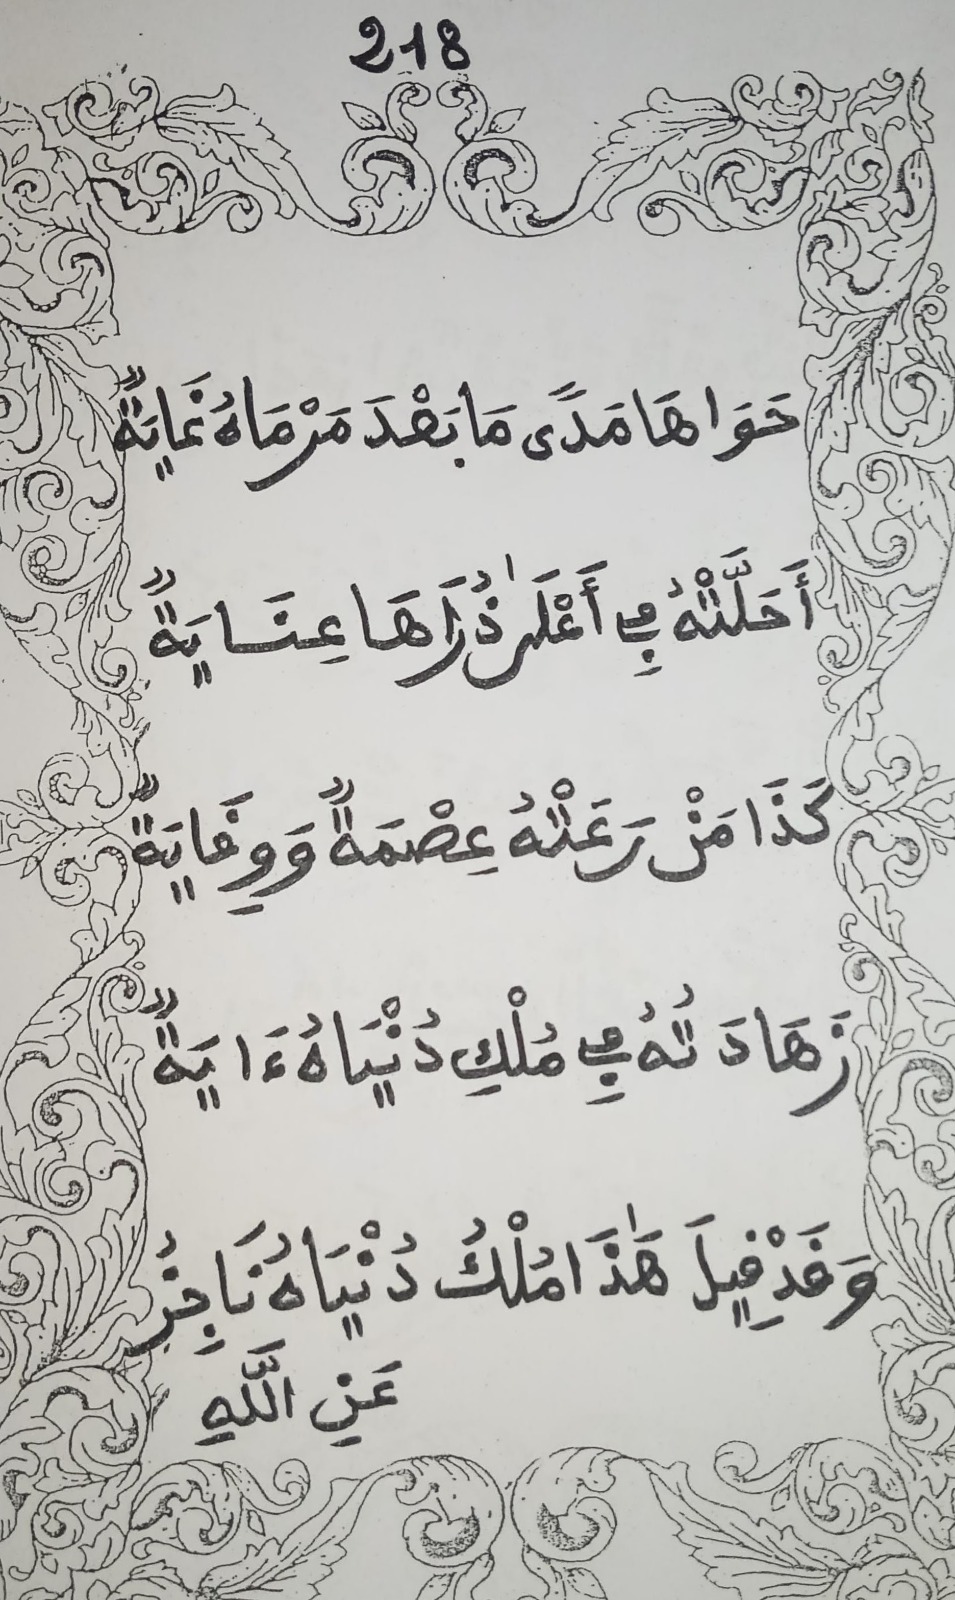 218
حَوَاهَا مَدًى مَا بَعْدَ مَرْمَاهُ غَايَةٌ
أَحَلَّتْهُ فِي أَعْلَىٰ ذُرَاهَا عِنَايَةٌ
كَذَا مَنْ رَعَتْهُ عِصْمَةٌ وَوِقَايَةٌ
زَهَادَتُهُ فِي مُلْكِ دُنْيَاهُ ءَايَةٌ
وَقَدْ قِيلَ هَٰذَا مُلْكُ دُنْيَاهُ نَاجِزُ
عَنِ اللَّهِ